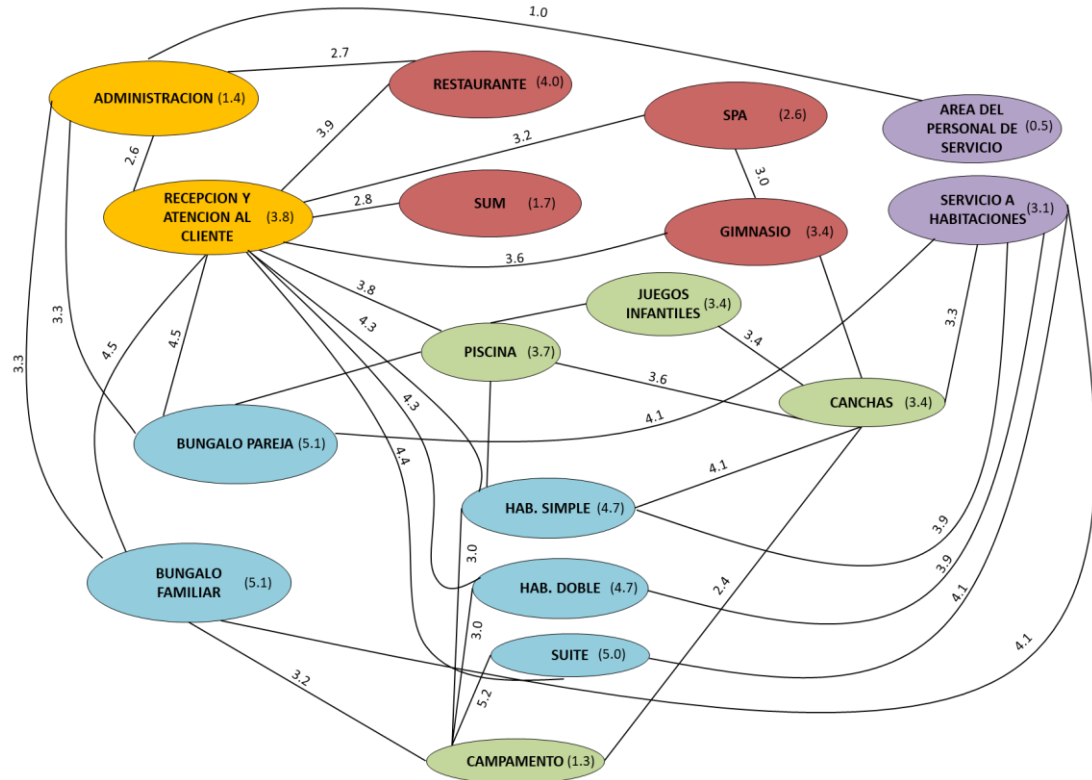 1.0
2.7
ADMINISTRACION (1.4)
RESTAURANTE (4.0)
SPA (2.6)
AREA DEL
PERSONAL DE (0.5)
SERVICIO
3.9
3.2
2.6
3.0
RECEPCION Y
ATENCION AL (3.8)
CLIENTE
2.8
SUM (1.7)
SERVICIO A
HABITACIONES (3.1)
GIMNASIO (3.4)
3.6
3.8
JUEGOS
INFANTILES (3.4)
3.3
4.5
4.3
3.4
3.3
PISCINA (3.7)
3.3
4.5
3.6
4.3
CANCHAS (3.4)
BUNGALO PAREJA (5.1)
4.1
4.4
4.1
HAB. SIMPLE (4.7)
3.9
3.0
3.9
BUNGALO
FAMILIAR (5.1)
HAB. DOBLE (4.7)
2.4
4.1
3.0
SUITE (5.0)
4.1
3.2
5.2
CAMPAMENTO (1.3)